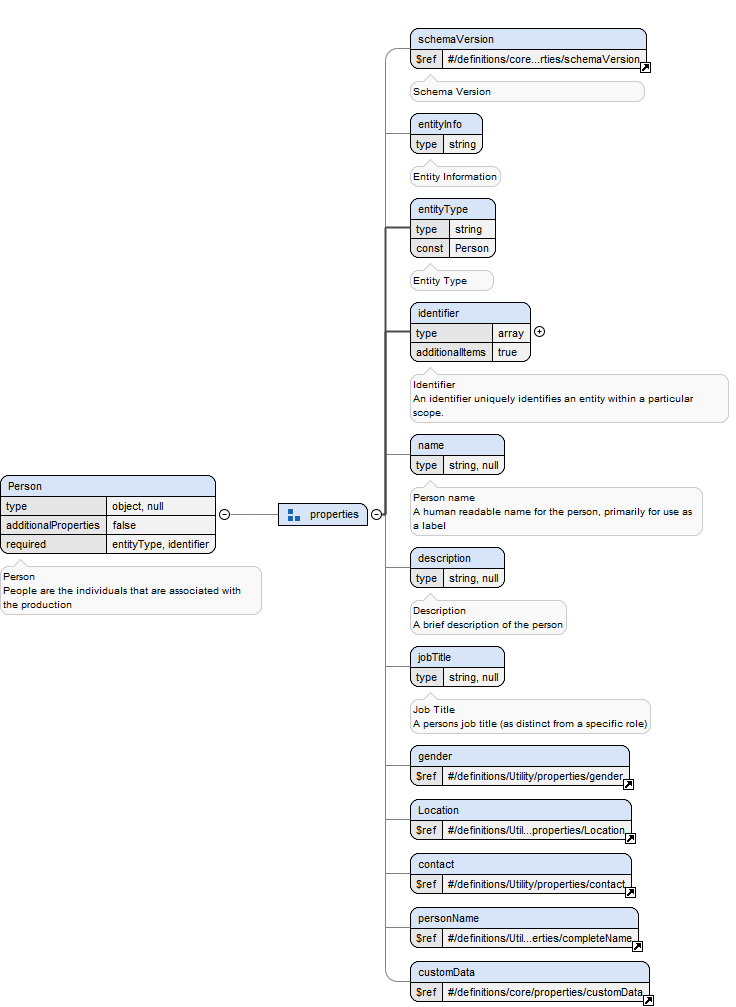 schemaVersion
$ref #/definitions/core...rties/schemaVersion
Schema Version
entityInfo
type string
Entity Information
entityType
type string
const Person
Entity Type
identifier
type array
additionalItems true
Identifier
An identifier uniquely identifies an entity within a particular
scope.
name
type string, null
Person name
A human readable name for the person, primarily for use as
a label
Person
type object, null
additionalProperties false
required entityType, identifier
Person
People are the individuals that are associated with
the production
properties
description
type string, null
Description
A brief description of the person
jobTitle
type string, null
Job Title
A persons job title (as distinct from a specific role)
gender
$ref #/definitions/Utility/properties/gender
Location
$ref #/definitions/Util...properties/Location
contact
$ref #/definitions/Utility/properties/contact
personName
$ref #/definitions/Util...erties/completeName
customData
$ref #/definitions/core/properties/customData